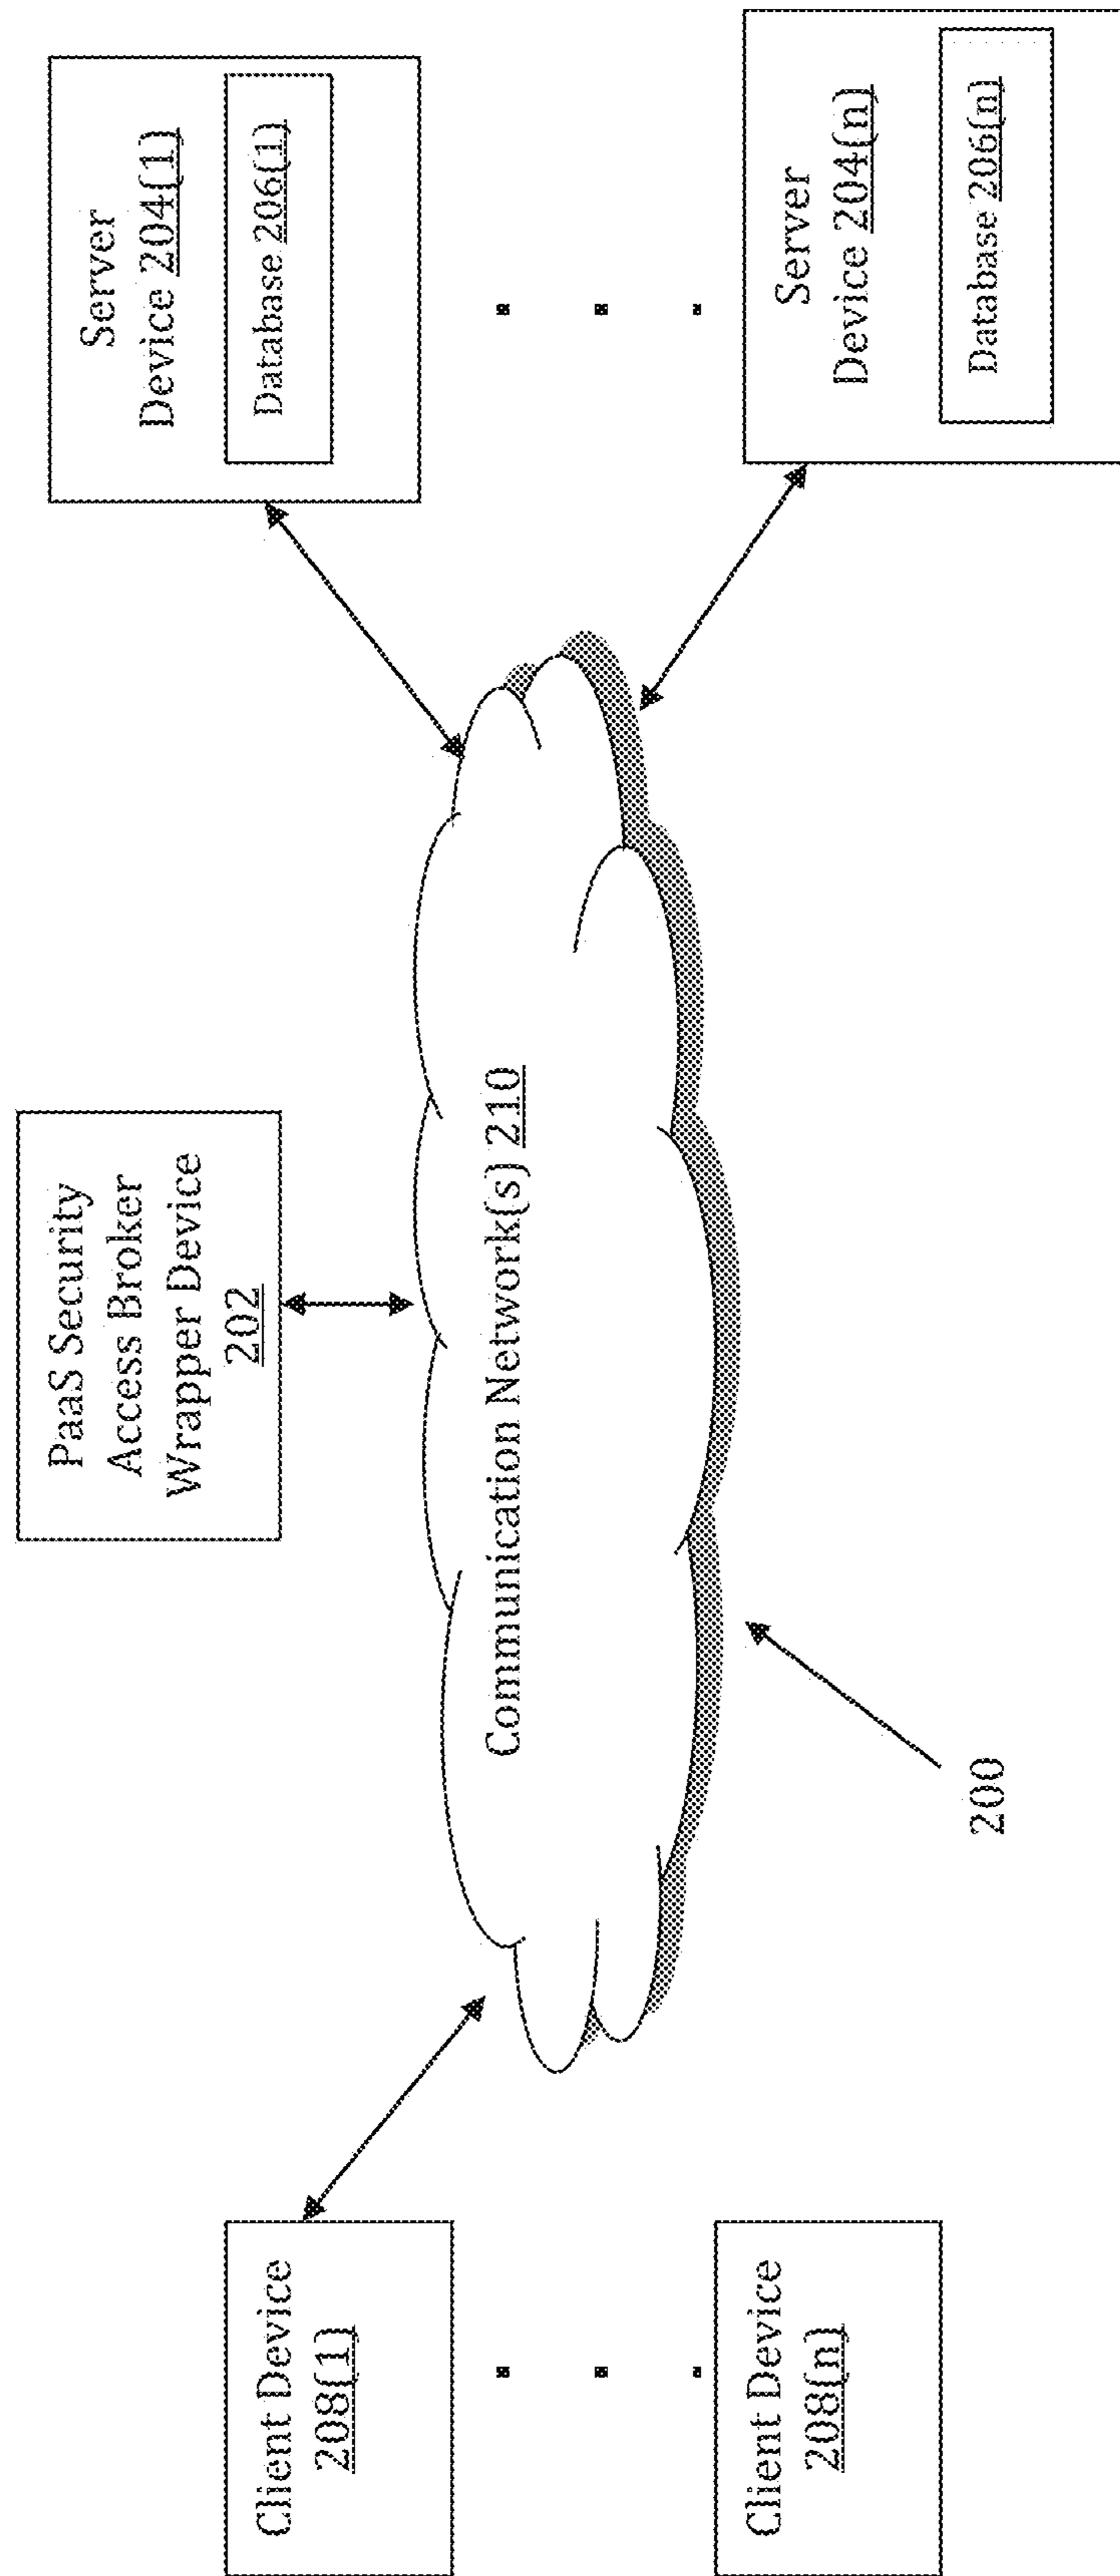 PaaS Security
Access Broker
Wrapper Device
202
Client Device
208(1)
Client Device
208(n)
Communication Network(s) 210
200
Server
Device 204(1)
Database 206(1)
Server
Device 204(n)
Database 206(n)